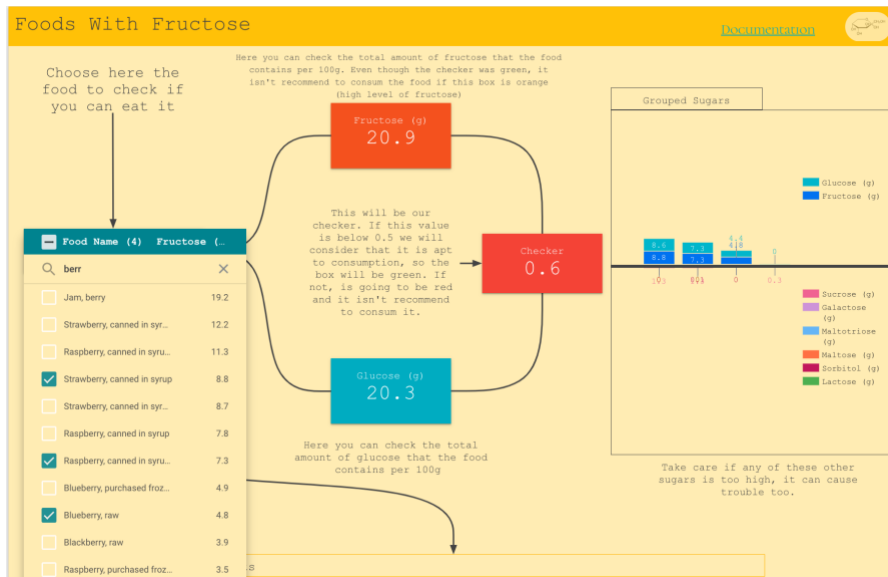 Foods With Fructose
Documentation
Choose here the
food to check if
you can eat it
Here you can check the total amount of fructose that the food
contains per 100g. Even though the checker was green, it
isn't recommend to consum the food if this box is orange
(high level of fructose)
Fructose (g)
20.9
This will be our
checker. If this value
is below 0.5 we will
consider that it is apt
to consumption, so the
box will be green. If
not, is going to be red
and it isn't recommend
to consum it.
Checker
0.6
Glucose (g)
20.3
Here you can check the total
amount of glucose that the food
contains per 100g
Food Name (4) Fructose (...
berr
Jam, berry 19.2
Strawberry, canned in syr... 12.2
Raspberry, canned in syru... 11.3
Strawberry, canned in syrup 8.8
Strawberry, canned in syr... 8.7
Raspberry, canned in syrup 7.8
Raspberry, canned in syru... 7.3
Blueberry, purchased froz... 4.9
Blueberry, raw 4.8
Blackberry, raw 3.9
Raspberry, purchased froz... 3.5
Grouped Sugars
Glucose (g)
Fructose (g)
8.6 7.3 4.4
8.8 7.3 4.8 0
0 0.3
Sucrose (g)
Galactose
(g)
Maltotriose
(g)
Maltose (g)
Sorbitol (g)
Lactose (g)
Take care if any of these other
sugars is too high, it can cause
trouble too.